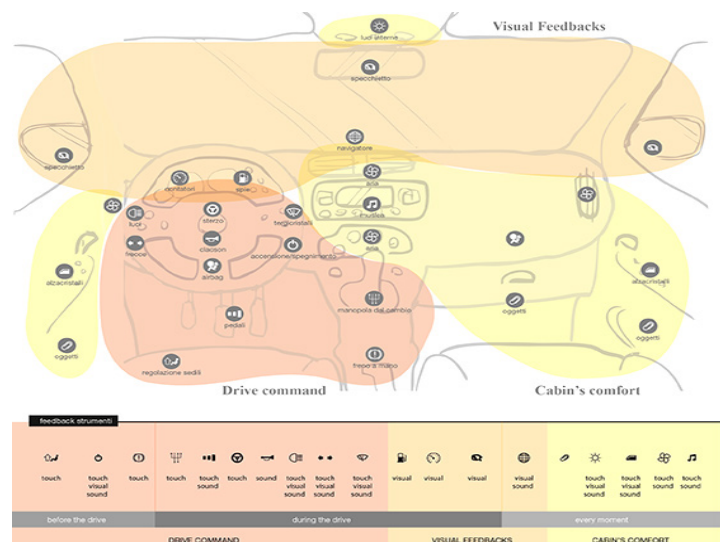 luci interne
Visual Feedbacks
specchietto
navigatore
specchietto
contatori
spie
aria
luci
sterzo
tergicristalli
musica
frecce
clacson
accensione/spegnimento
aria
airbag
alzacristalli
alzacristalli
pedali
manopola del cambio
oggetti
oggetti
oggetti
regolazione sedili
freno a mano
Drive command
Cabin's comfort
feedback strumenti
touch
touch
visual
sound
touch
touch
touch
sound
touch
sound
touch
visual
sound
touch
visual
sound
touch
visual
sound
visual
visual
visual
visual
sound
touch
visual
sound
touch
visual
sound
touch
sound
touch
sound
before the drive
during the drive
every moment
DRIVE COMMAND
VISUAL FEEDBACKS
CABIN'S COMFORT